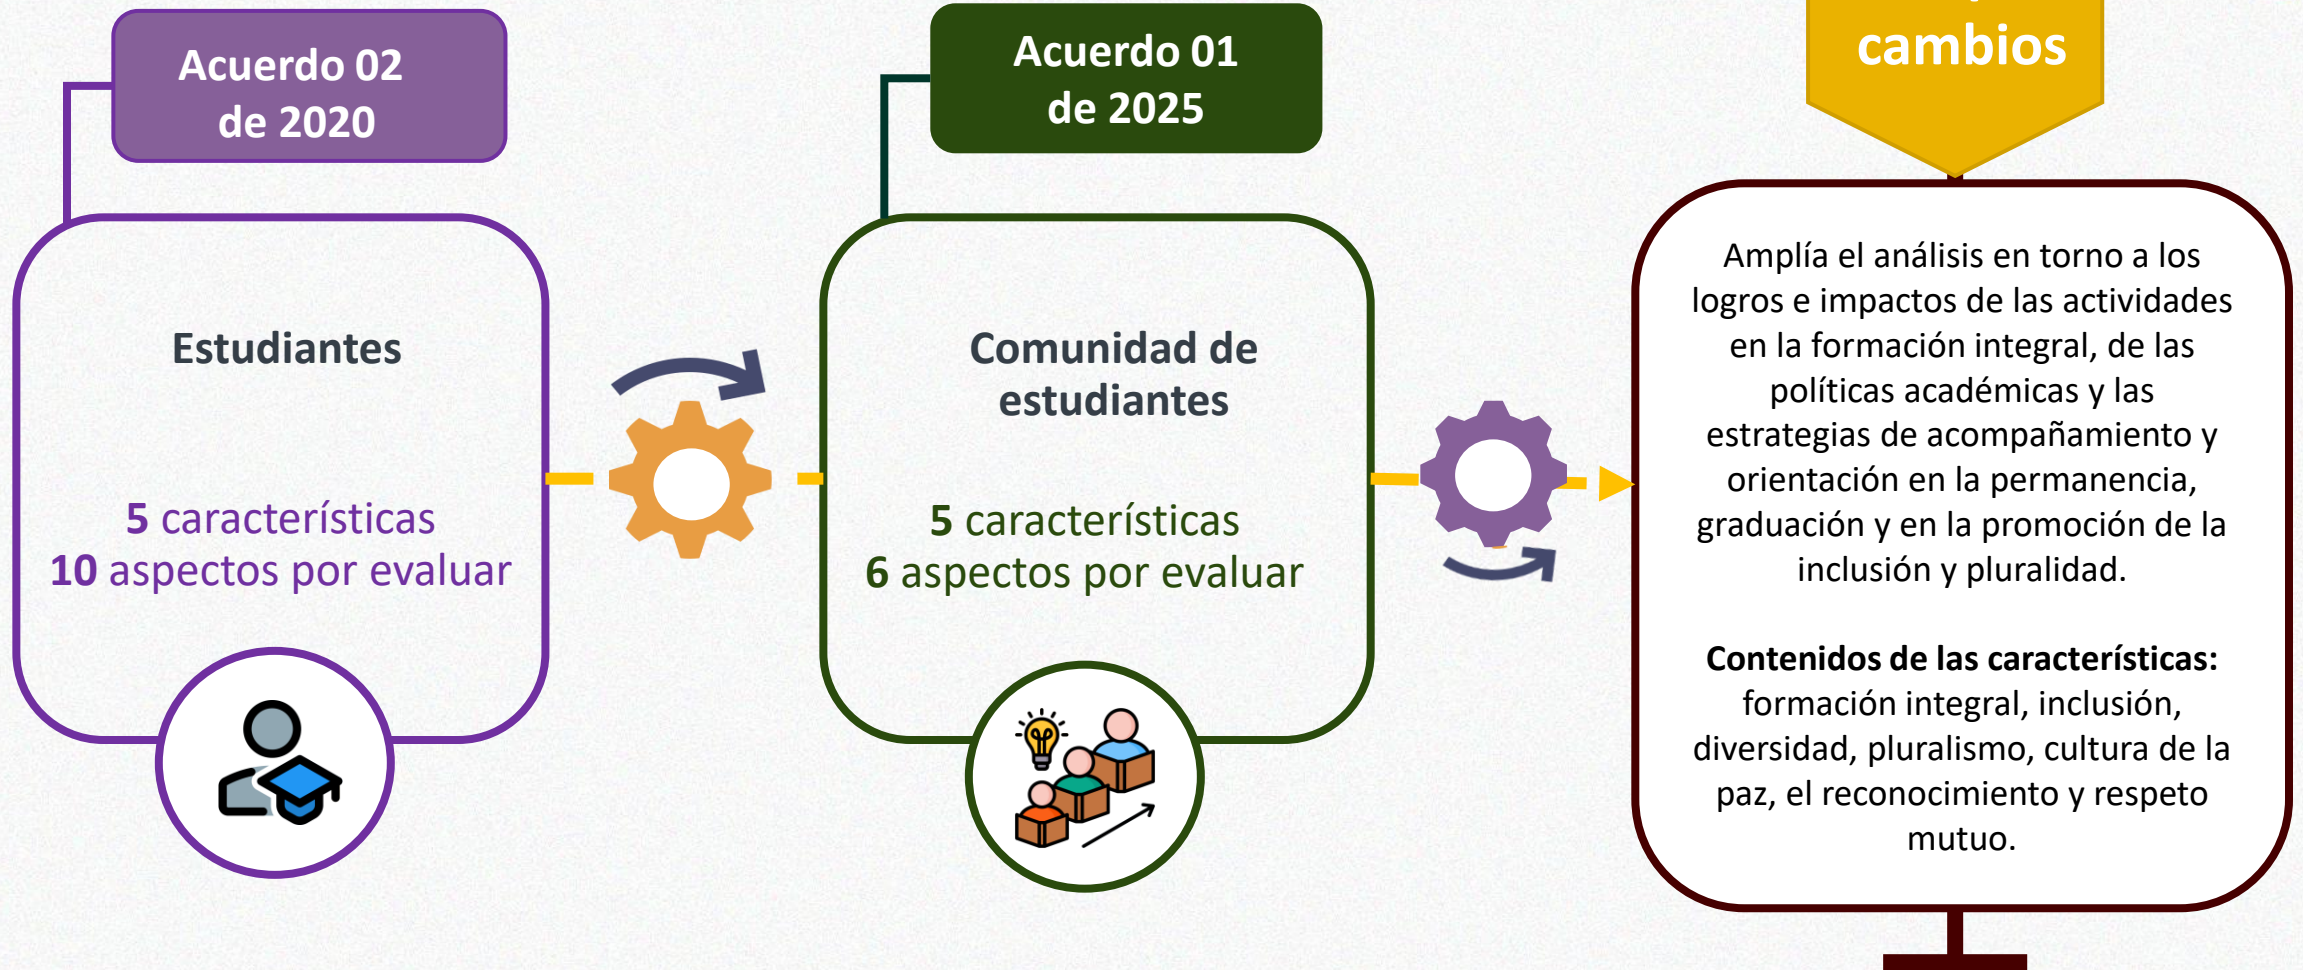 Acuerdo 02
de 2020
Estudiantes
5 características
10 aspectos por evaluar
Acuerdo 01
de 2025
Comunidad de
estudiantes
5 características
6 aspectos por evaluar
cambios
Amplía el análisis en torno a los
logros e impactos de las actividades
en la formación integral, de las
políticas académicas y las
estrategias de acompañamiento y
orientación en la permanencia,
graduación y en la promoción de la
inclusión y pluralidad.
Contenidos de las características:
formación integral, inclusión,
diversidad, pluralismo, cultura de la
paz, el reconocimiento y respeto
mutuo.